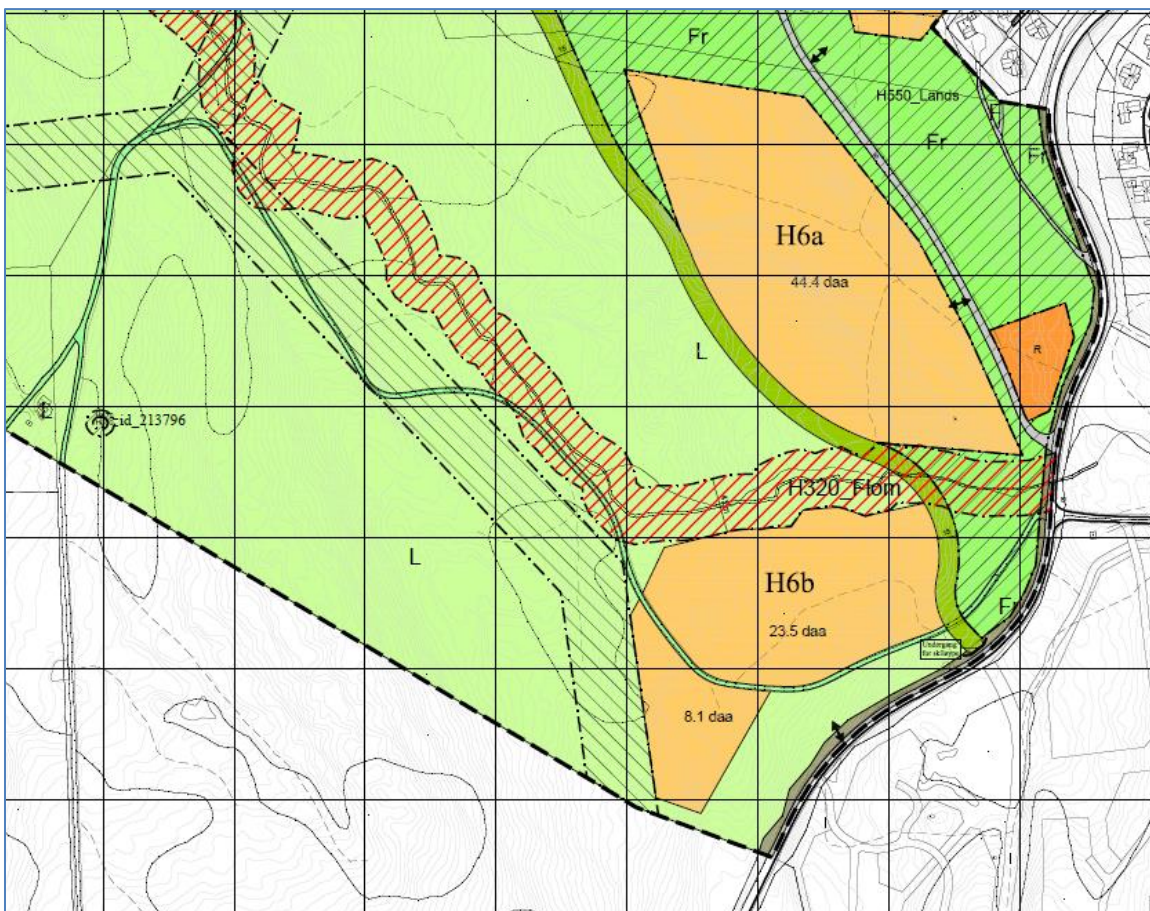 Fr
H550_Lands
Fr
Fr
H6a
44.4 daa
L
R
L
id_213796
H320_Flom
L
H6b
Fr
23.5 daa
Undergang
for skiløype
8.1 daa